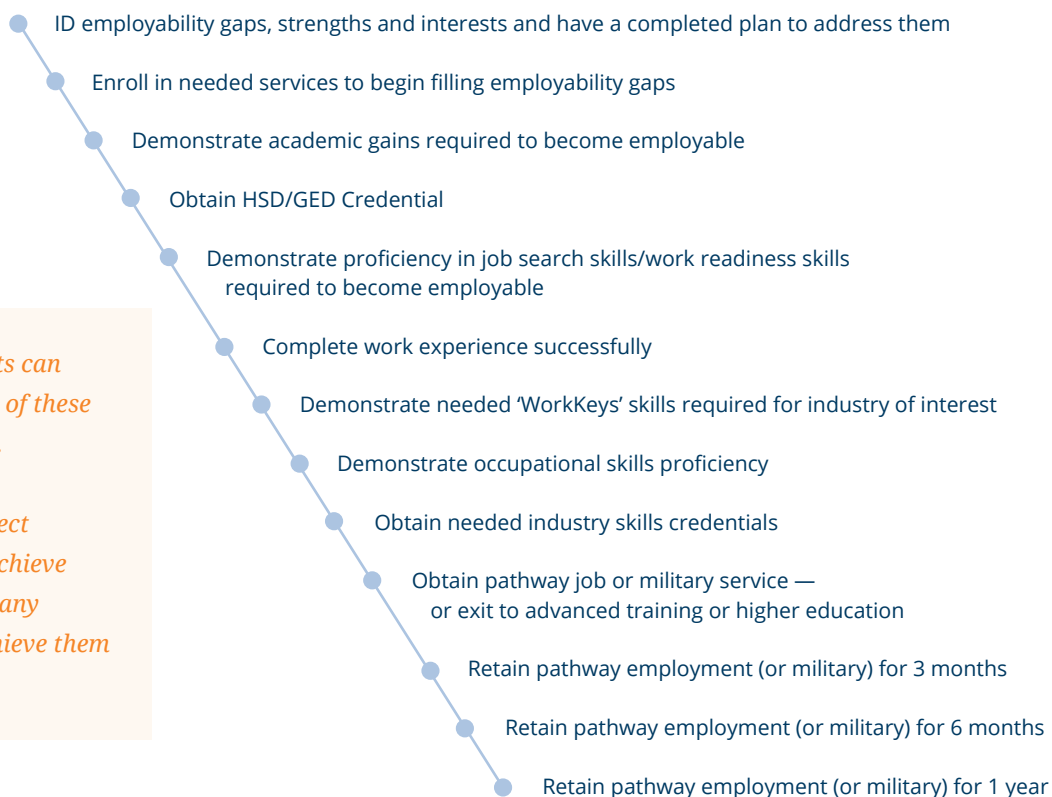 ID employability gaps, strengths and interests and have a completed plan to address them
Enroll in needed services to begin filling employability gaps
Demonstrate academic gains required to become employable
Obtain HSD/GED Credential
Demonstrate proficiency in job search skills/work readiness skills
required to become employable
Complete work experience successfully
Demonstrate needed ‘WorkKeys’ skills required for industry of interest
Demonstrate occupational skills proficiency
Obtain needed industry skills credentials
Obtain pathway job or military service —
or exit to advanced training or higher education
Retain pathway employment (or military) for 3 months
Retain pathway employment (or military) for 6 months
Retain pathway employment (or military) for 1 year
can
of these
any
them